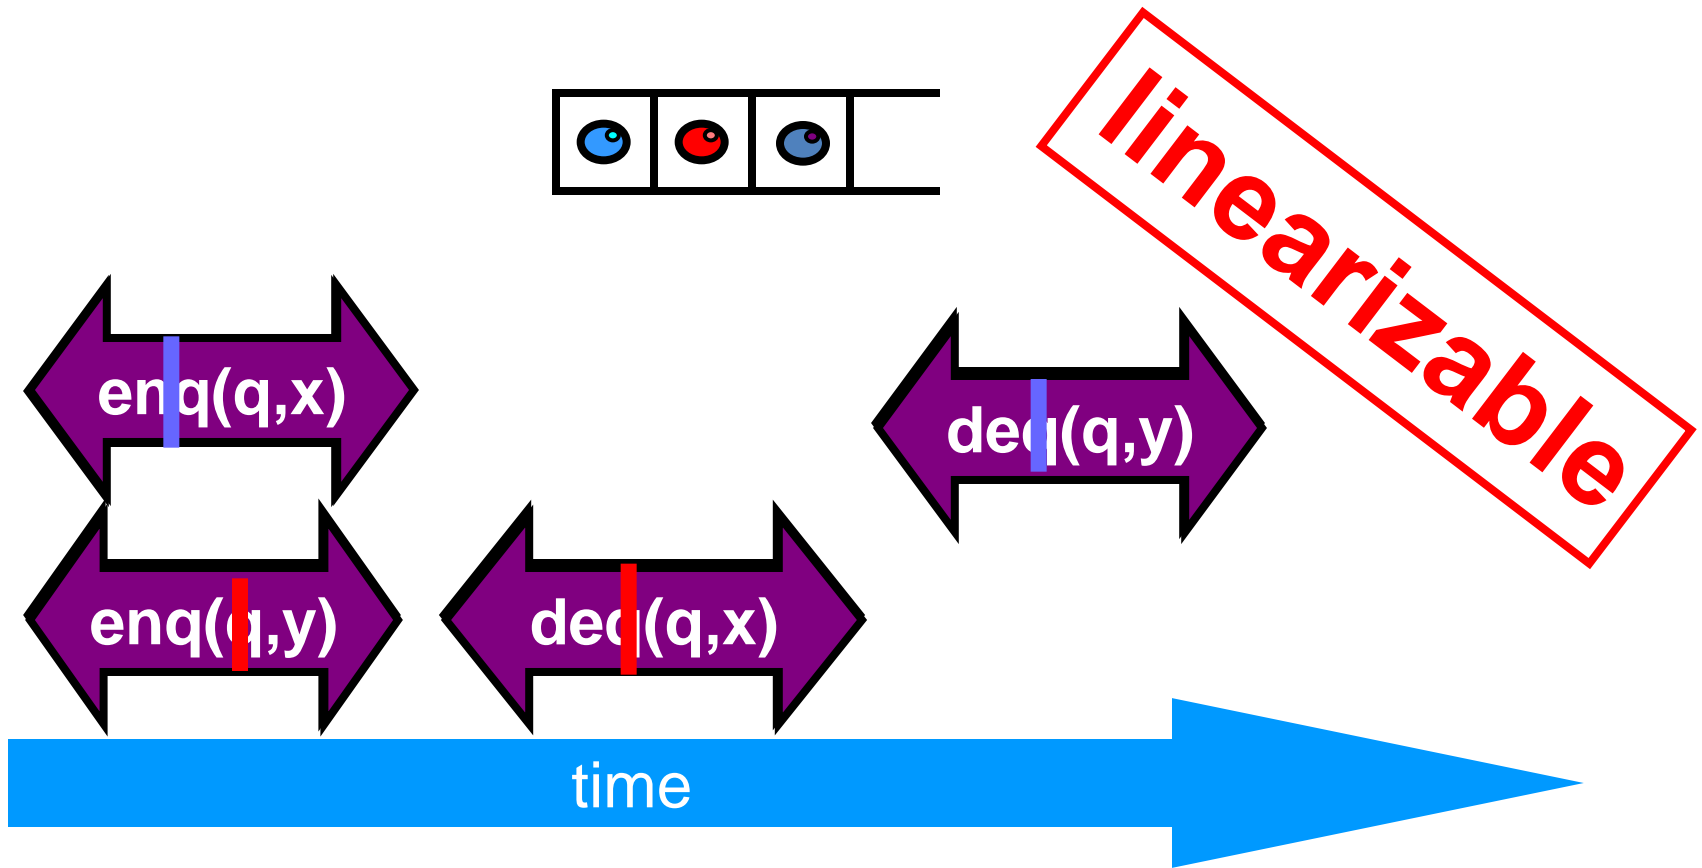 linearizable
enq(q,x)
deq(q,y)
enq(q,y)
deq(q,x)
time